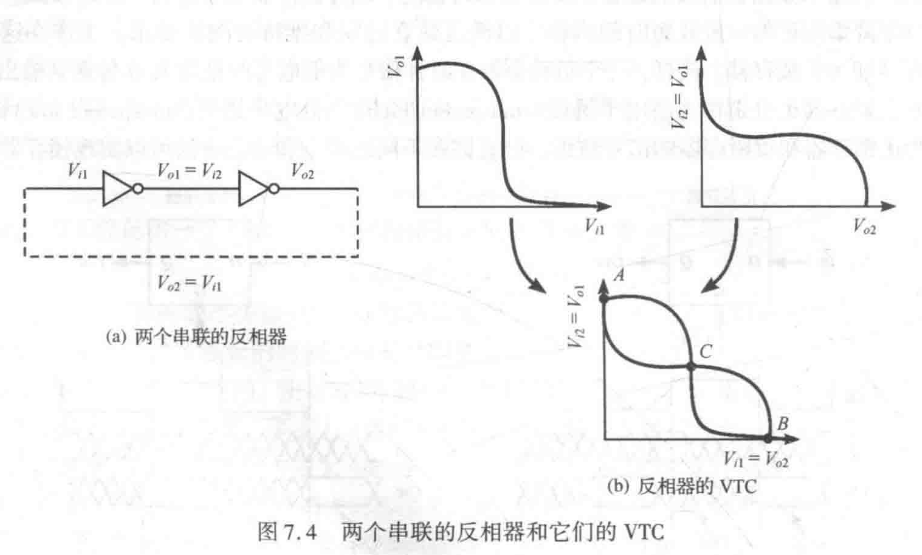 V_{i1}
V_{o1} = V_{i2}
V_{o2}
V_{o2} = V_{i1}
(a) 两个串联的反相器
V_{o1}
V_{i1}
V_{i2} = V_{o1}
V_{o2}
V_{i2} = V_{o1}
A
C
B
V_{i1} = V_{o2}
(b) 反相器的 VTC
图 7.4 两个串联的反相器和它们的 VTC